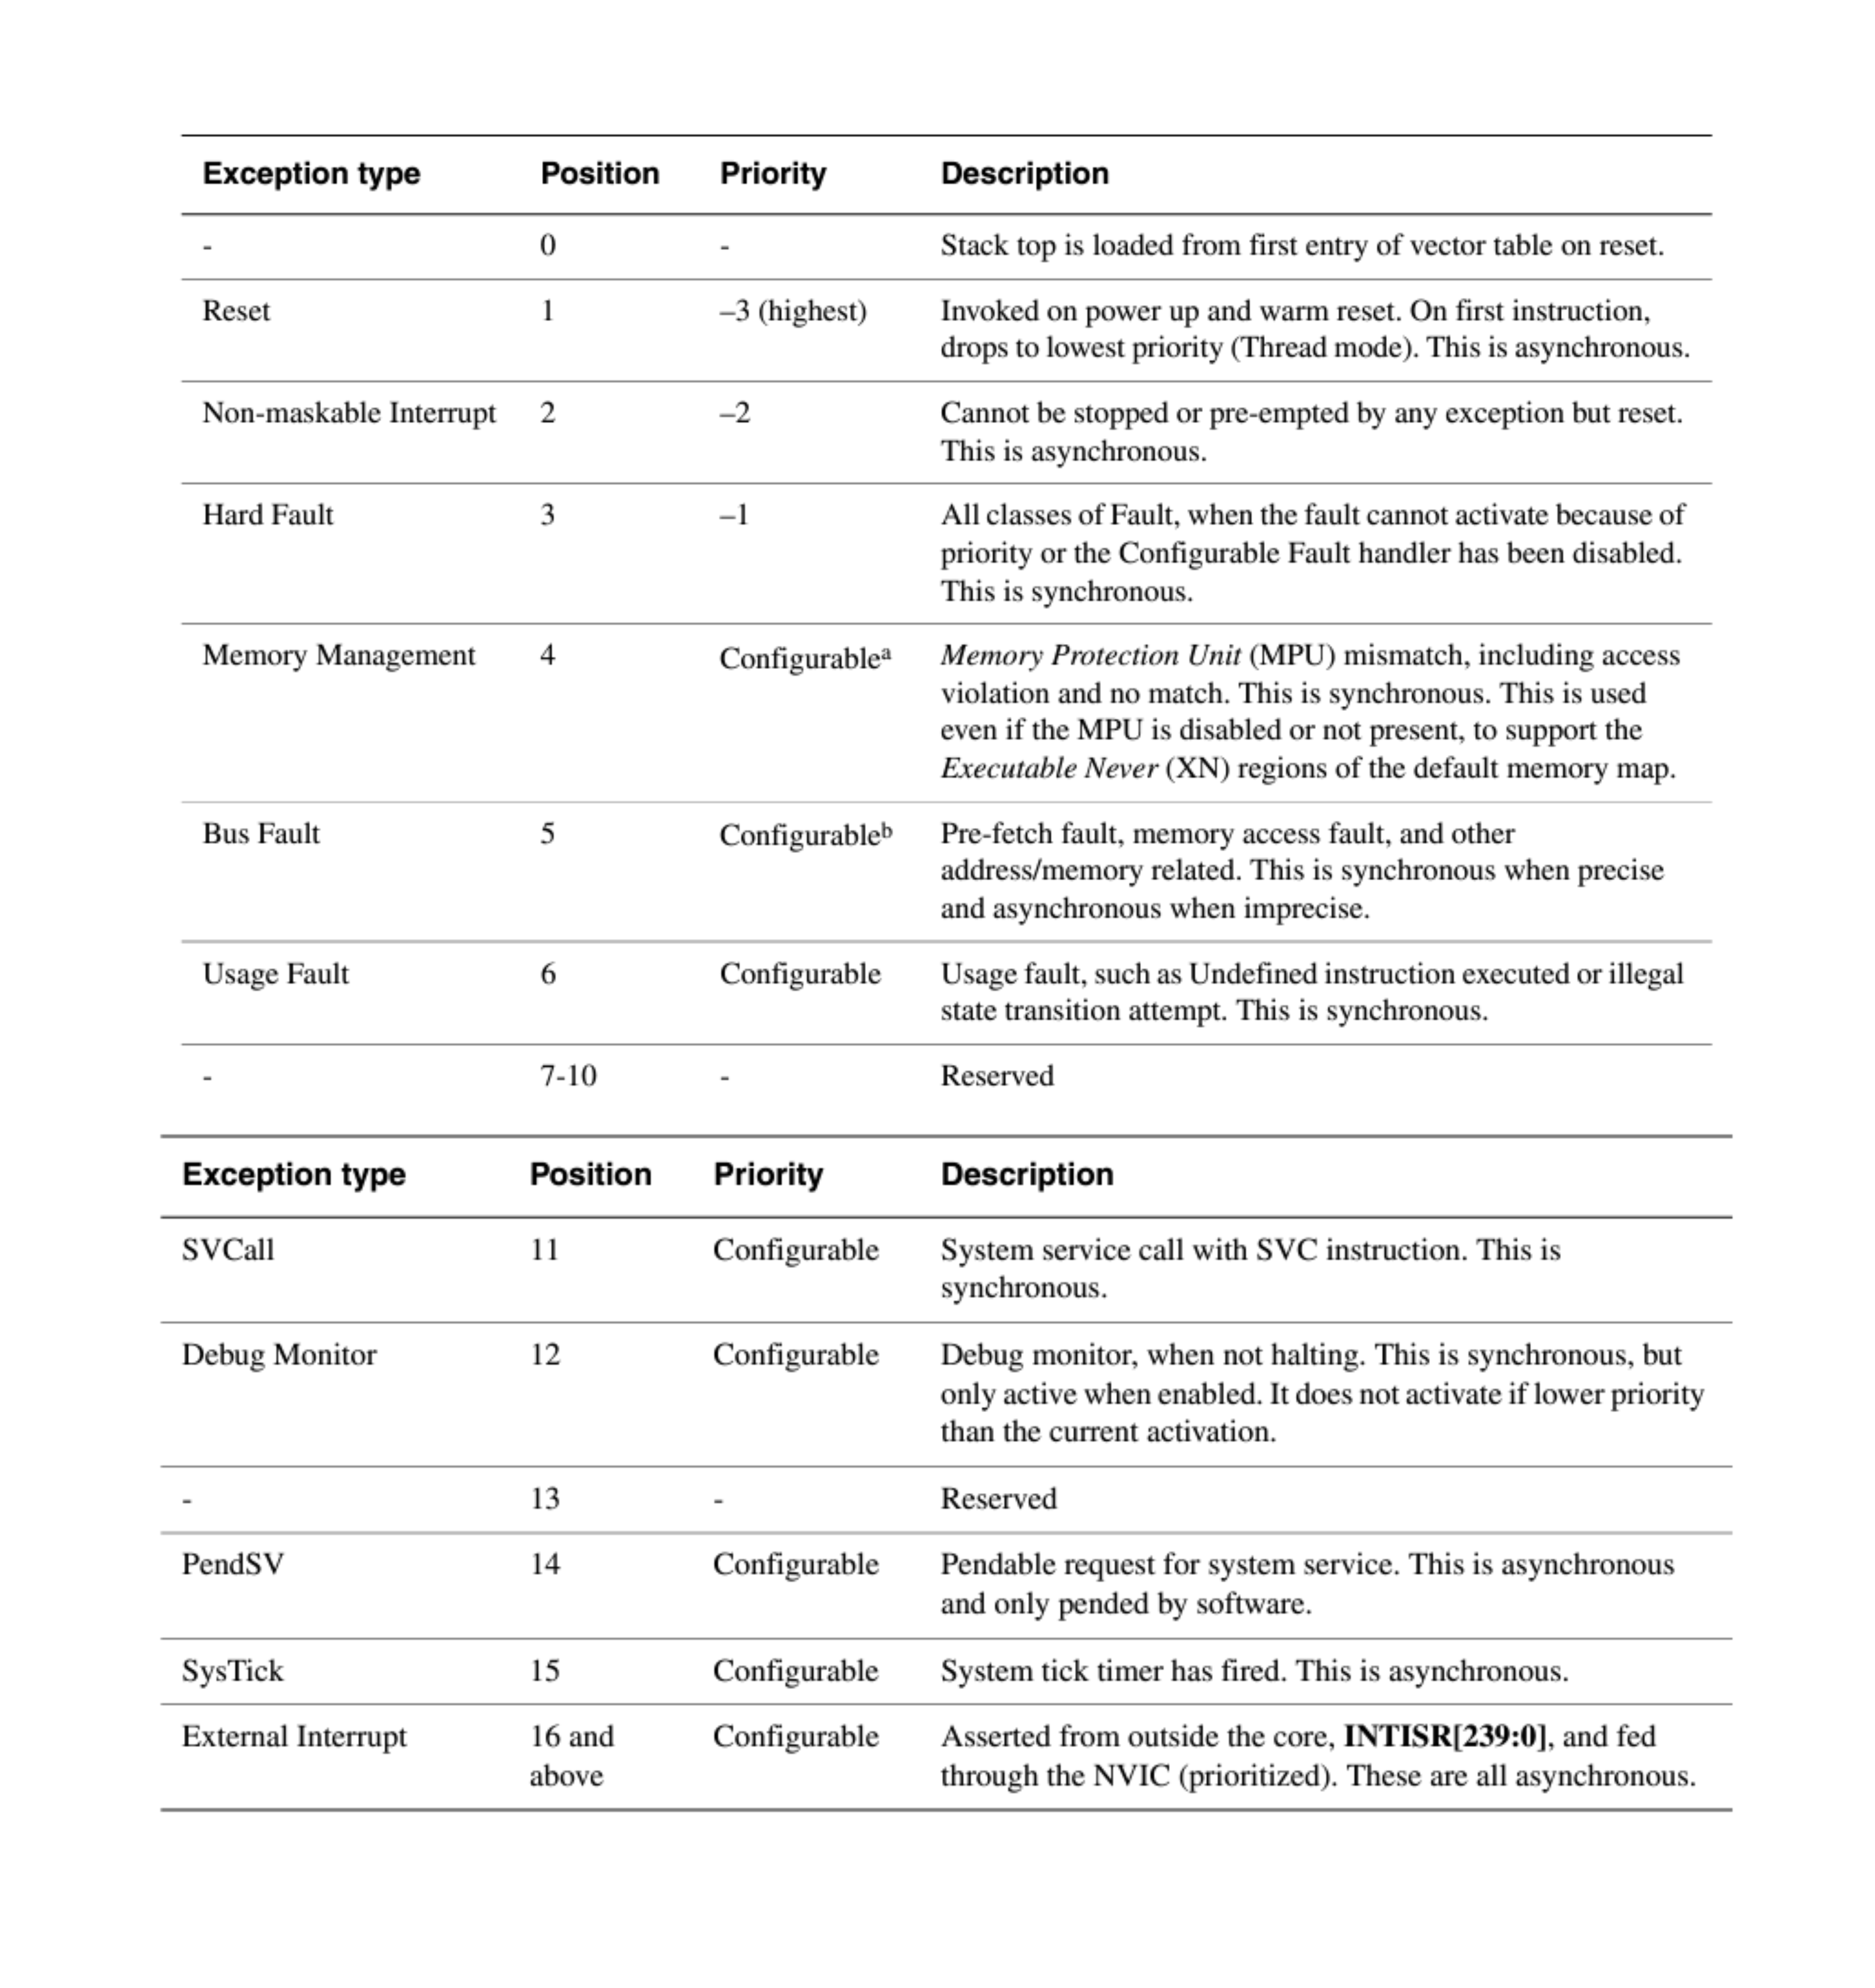 Exception type Position Priority Description
- 0 - Stack top is loaded from first entry of vector table on reset.
Reset 1 –3 (highest) Invoked on power up and warm reset. On first instruction,
drops to lowest priority (Thread mode). This is asynchronous.
Non-maskable Interrupt 2 –2 Cannot be stopped or pre-empted by any exception but reset.
This is asynchronous.
Hard Fault 3 –1 All classes of Fault, when the fault cannot activate because of
priority or the Configurable Fault handler has been disabled.
This is synchronous.
Memory Management 4 Configurableᵃ Memory Protection Unit (MPU) mismatch, including access
violation and no match. This is synchronous. This is used
even if the MPU is disabled or not present, to support the
Executable Never (XN) regions of the default memory map.
Bus Fault 5 Configurableᵇ Pre-fetch fault, memory access fault, and other
address/memory related. This is synchronous when precise
and asynchronous when imprecise.
Usage Fault 6 Configurable Usage fault, such as Undefined instruction executed or illegal
state transition attempt. This is synchronous.
- 7-10 - Reserved
Exception type Position Priority Description
SVCall 11 Configurable System service call with SVC instruction. This is
synchronous.
Debug Monitor 12 Configurable Debug monitor, when not halting. This is synchronous, but
only active when enabled. It does not activate if lower priority
than the current activation.
- 13 - Reserved
PendSV 14 Configurable Pendable request for system service. This is asynchronous
and only pended by software.
SysTick 15 Configurable System tick timer has fired. This is asynchronous.
External Interrupt 16 and Configurable Asserted from outside the core, INTISR[239:0], and fed
above through the NVIC (prioritized). These are all asynchronous.